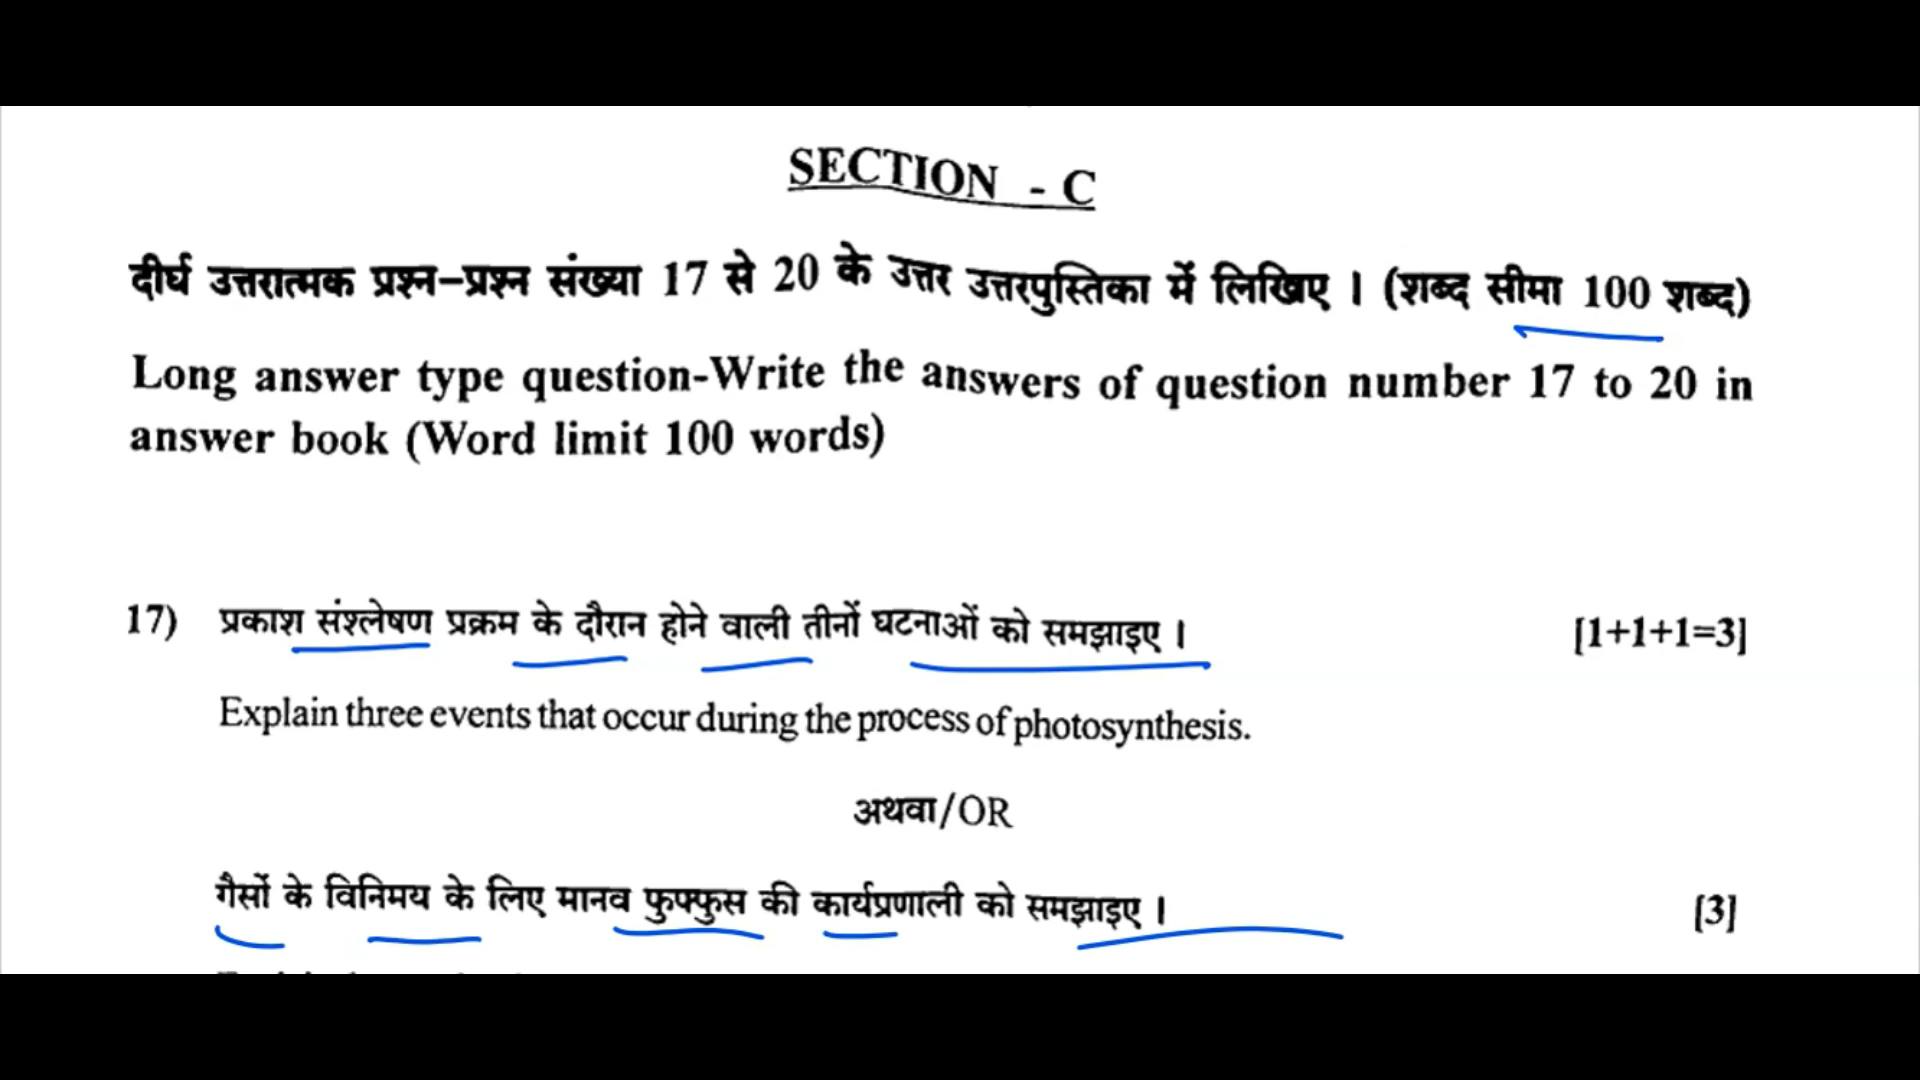 SECTION - C
दीर्घ उत्तरात्मक प्रश्न-प्रश्न संख्या 17 से 20 के उत्तर उत्तरपुस्तिका में लिखिए । (शब्द सीमा 100 शब्द)
Long answer type question-Write the answers of question number 17 to 20 in
answer book (Word limit 100 words)
17) प्रकाश संश्लेषण प्रक्रम के दौरान होने वाली तीनों घटनाओं को समझाइए । [1+1+1=3]
Explain three events that occur during the process of photosynthesis.
अथवा/OR
गैसों के विनिमय के लिए मानव फुफ्फुस की कार्यप्रणाली को समझाइए । [3]